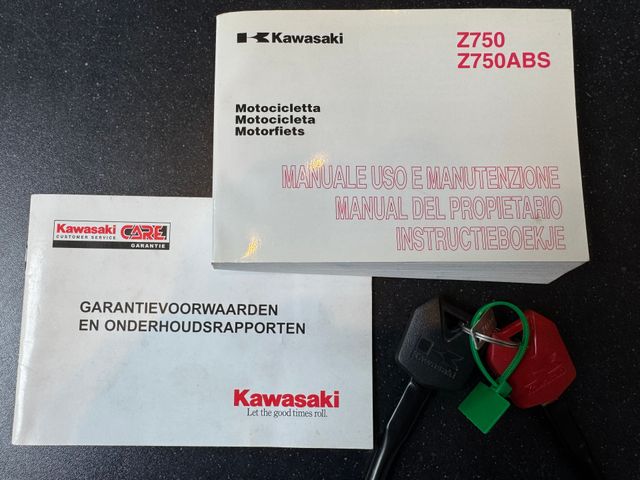 Kawasaki
Z750
Z750ABS
Motocicletta
Motocicleta
Motorfiets
MANUALE USO E MANUTENZIONE
MANUAL DEL PROPIETARIO
INSTRUCTIEBOEKJE
Kawasaki CARE
CUSTOMER SERVICE
GARANTIE
GARANTIEVOORWAARDEN
EN ONDERHOUDSRAPPORTEN
Kawasaki
Let the good times roll.